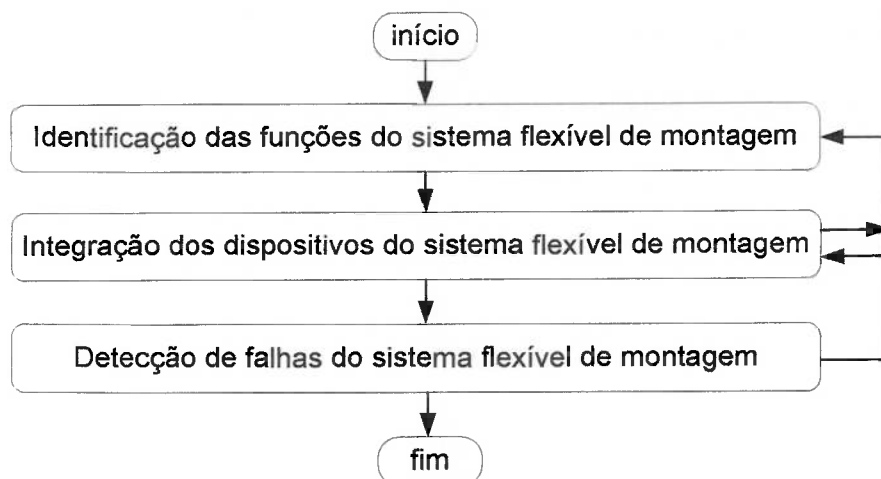 início
Identificação das funções do sistema flexível de montagem
Integração dos dispositivos do sistema flexível de montagem
Detecção de falhas do sistema flexível de montagem
fim